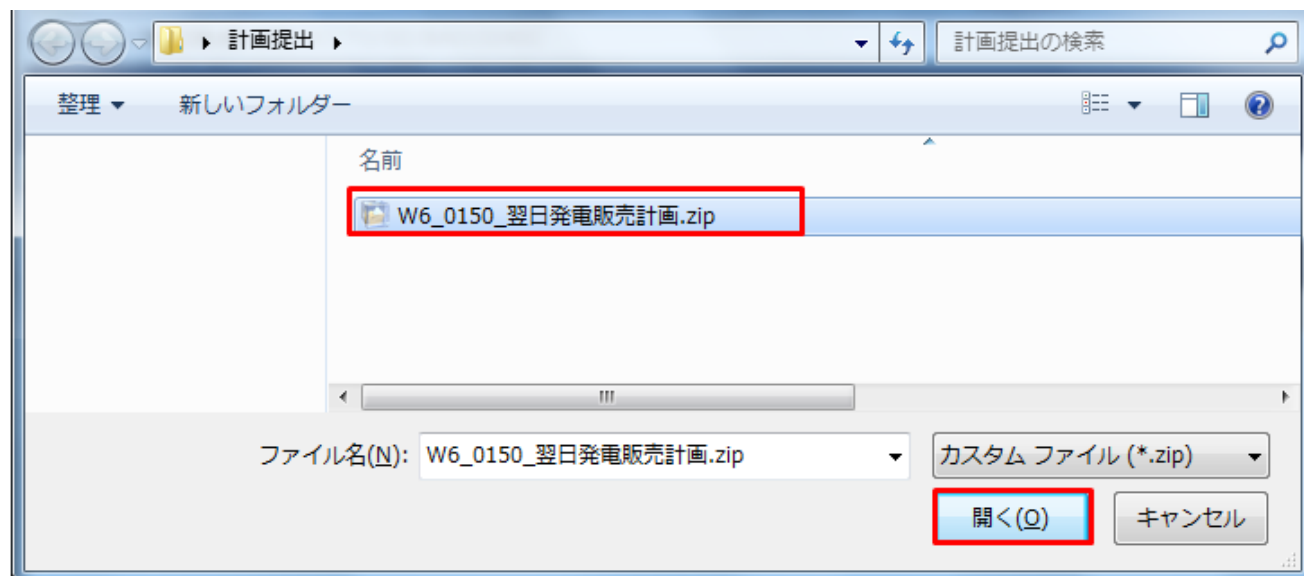 計画提出
計画提出の検索
整理 新しいフォルダー
名前
W6_0150_翌日発電販売計画.zip
ファイル名(N): W6_0150_翌日発電販売計画.zip カスタム ファイル (*.zip)
開く(O) キャンセル